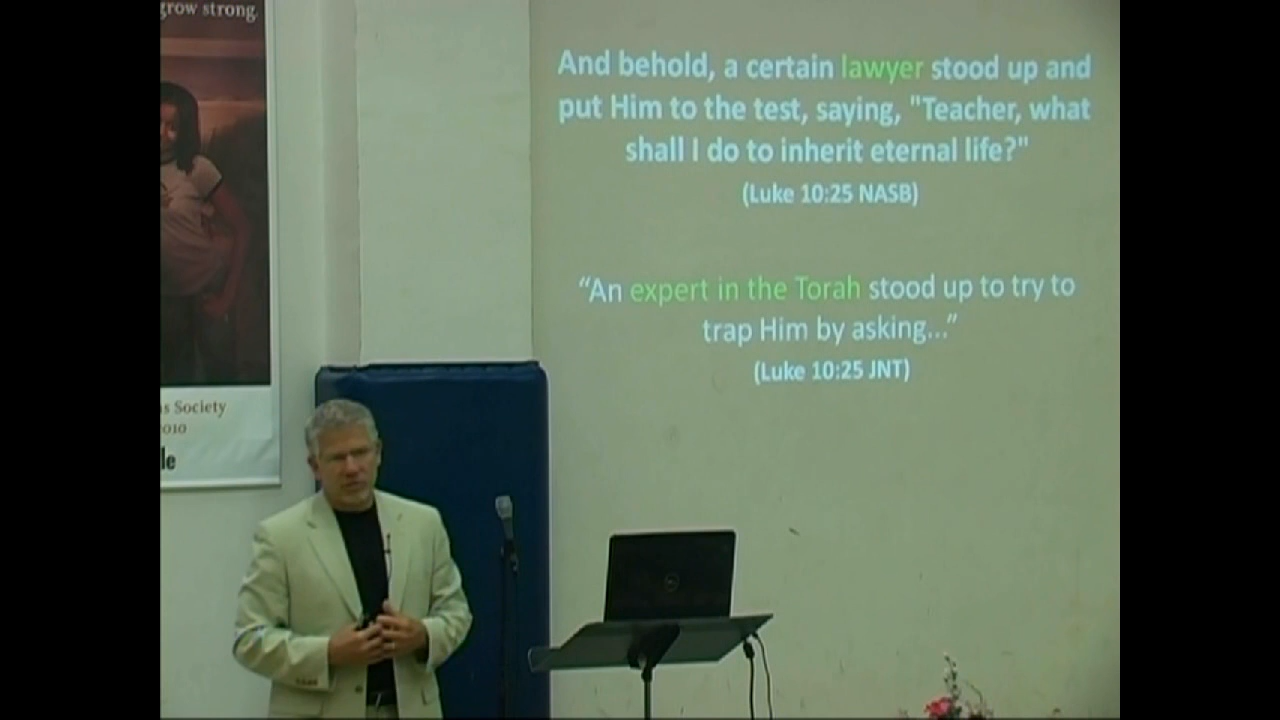 grow strong.
And behold, a certain lawyer stood up and
put Him to the test, saying, "Teacher, what
shall I do to inherit eternal life?"
(Luke 10:25 NASB)
“An expert in the Torah stood up to try to
trap Him by asking...”
(Luke 10:25 JNT)
Society